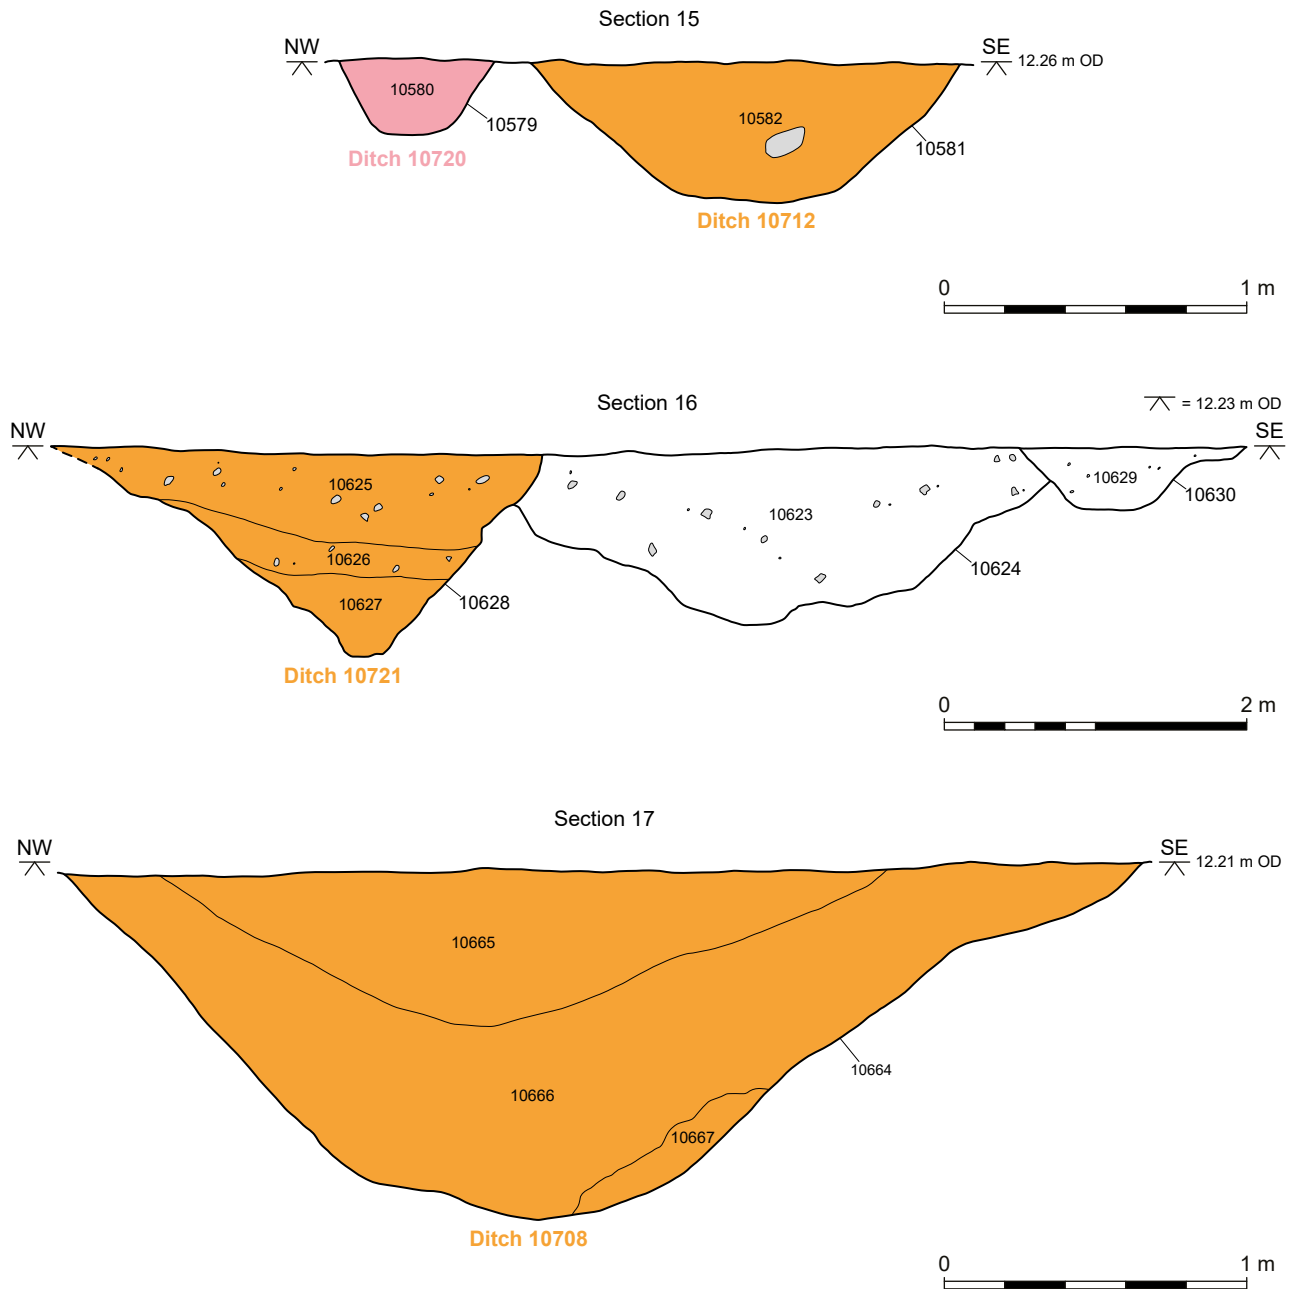 Section 15
NW
SE
12.26 m OD
10580
10579
10582
10581
Ditch 10720
Ditch 10712
0 1 m
Section 16
= 12.23 m OD
NW
SE
10625
10629
10630
10623
10626
10624
10627
10628
Ditch 10721
0 2 m
Section 17
NW
SE
12.21 m OD
10665
10664
10666
10667
Ditch 10708
0 1 m